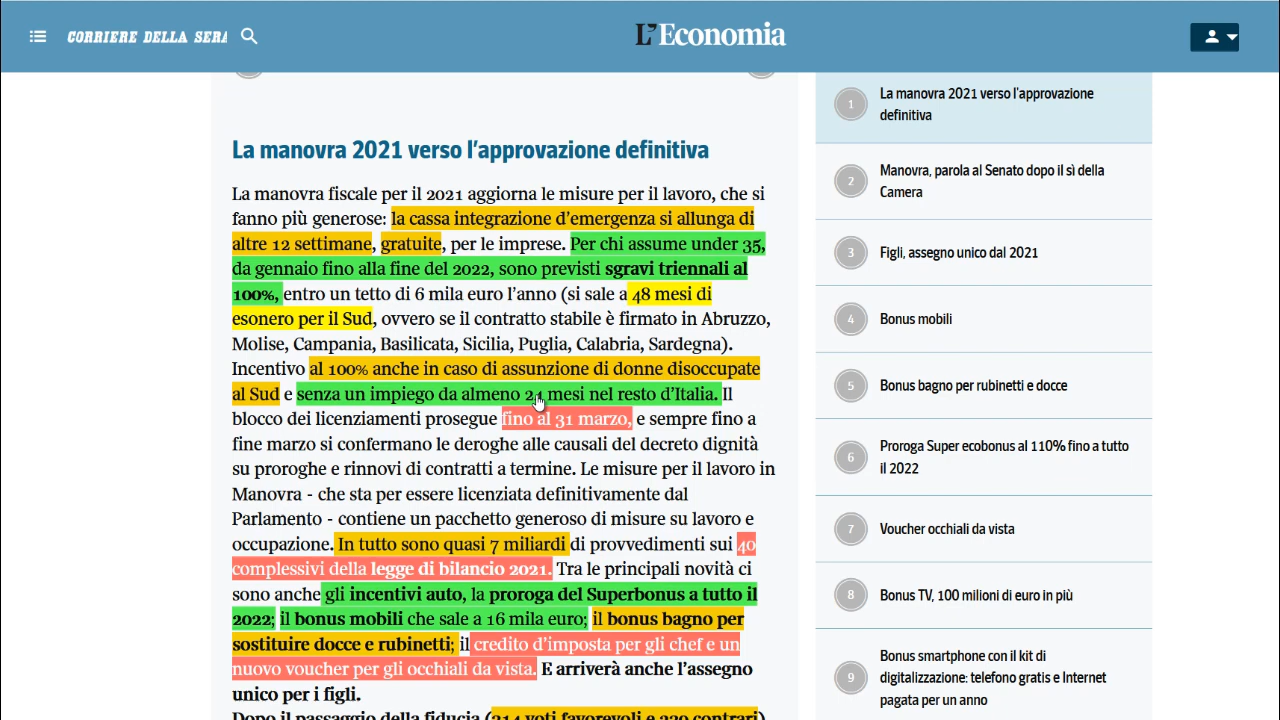 CORRIERE DELLA SERA
L'Economia
La manovra 2021 verso l'approvazione definitiva
La manovra fiscale per il 2021 aggiorna le misure per il lavoro, che si
fanno più generose: la cassa integrazione d'emergenza si allunga di
altre 12 settimane, gratuite, per le imprese. Per chi assume under 35,
da gennaio fino alla fine del 2022, sono previsti sgravi triennali al
100%, entro un tetto di 6 mila euro l'anno (si sale a 48 mesi di
esonero per il Sud, ovvero se il contratto stabile è firmato in Abruzzo,
Molise, Campania, Basilicata, Sicilia, Puglia, Calabria, Sardegna).
Incentivo al 100% anche in caso di assunzione di donne disoccupate
al Sud e senza un impiego da almeno 24 mesi nel resto d'Italia. Il
blocco dei licenziamenti prosegue fino al 31 marzo, e sempre fino a
fine marzo si confermano le deroghe alle causali del decreto dignità
su proroghe e rinnovi di contratti a termine. Le misure per il lavoro in
Manovra - che sta per essere licenziata definitivamente dal
Parlamento - contiene un pacchetto generoso di misure su lavoro e
occupazione. In tutto sono quasi 7 miliardi di provvedimenti sui 40
complessivi della legge di bilancio 2021. Tra le principali novità ci
sono anche gli incentivi auto, la proroga del Superbonus a tutto il
2022; il bonus mobili che sale a 16 mila euro; il bonus bagno per
sostituire docce e rubinetti; il credito d'imposta per gli chef e un
nuovo voucher per gli occhiali da vista. E arriverà anche l'assegno
unico per i figli.
Dopo il passaggio della fiducia (314 voti favorevoli e 230 contrari)
1
La manovra 2021 verso l'approvazione
definitiva
2
Manovra, parola al Senato dopo il sì della
Camera
3
Figli, assegno unico dal 2021
4
Bonus mobili
5
Bonus bagno per rubinetti e docce
6
Proroga Super ecobonus al 110% fino a tutto
il 2022
7
Voucher occhiali da vista
8
Bonus TV, 100 milioni di euro in più
9
Bonus smartphone con il kit di
digitalizzazione: telefono gratis e Internet
pagata per un anno